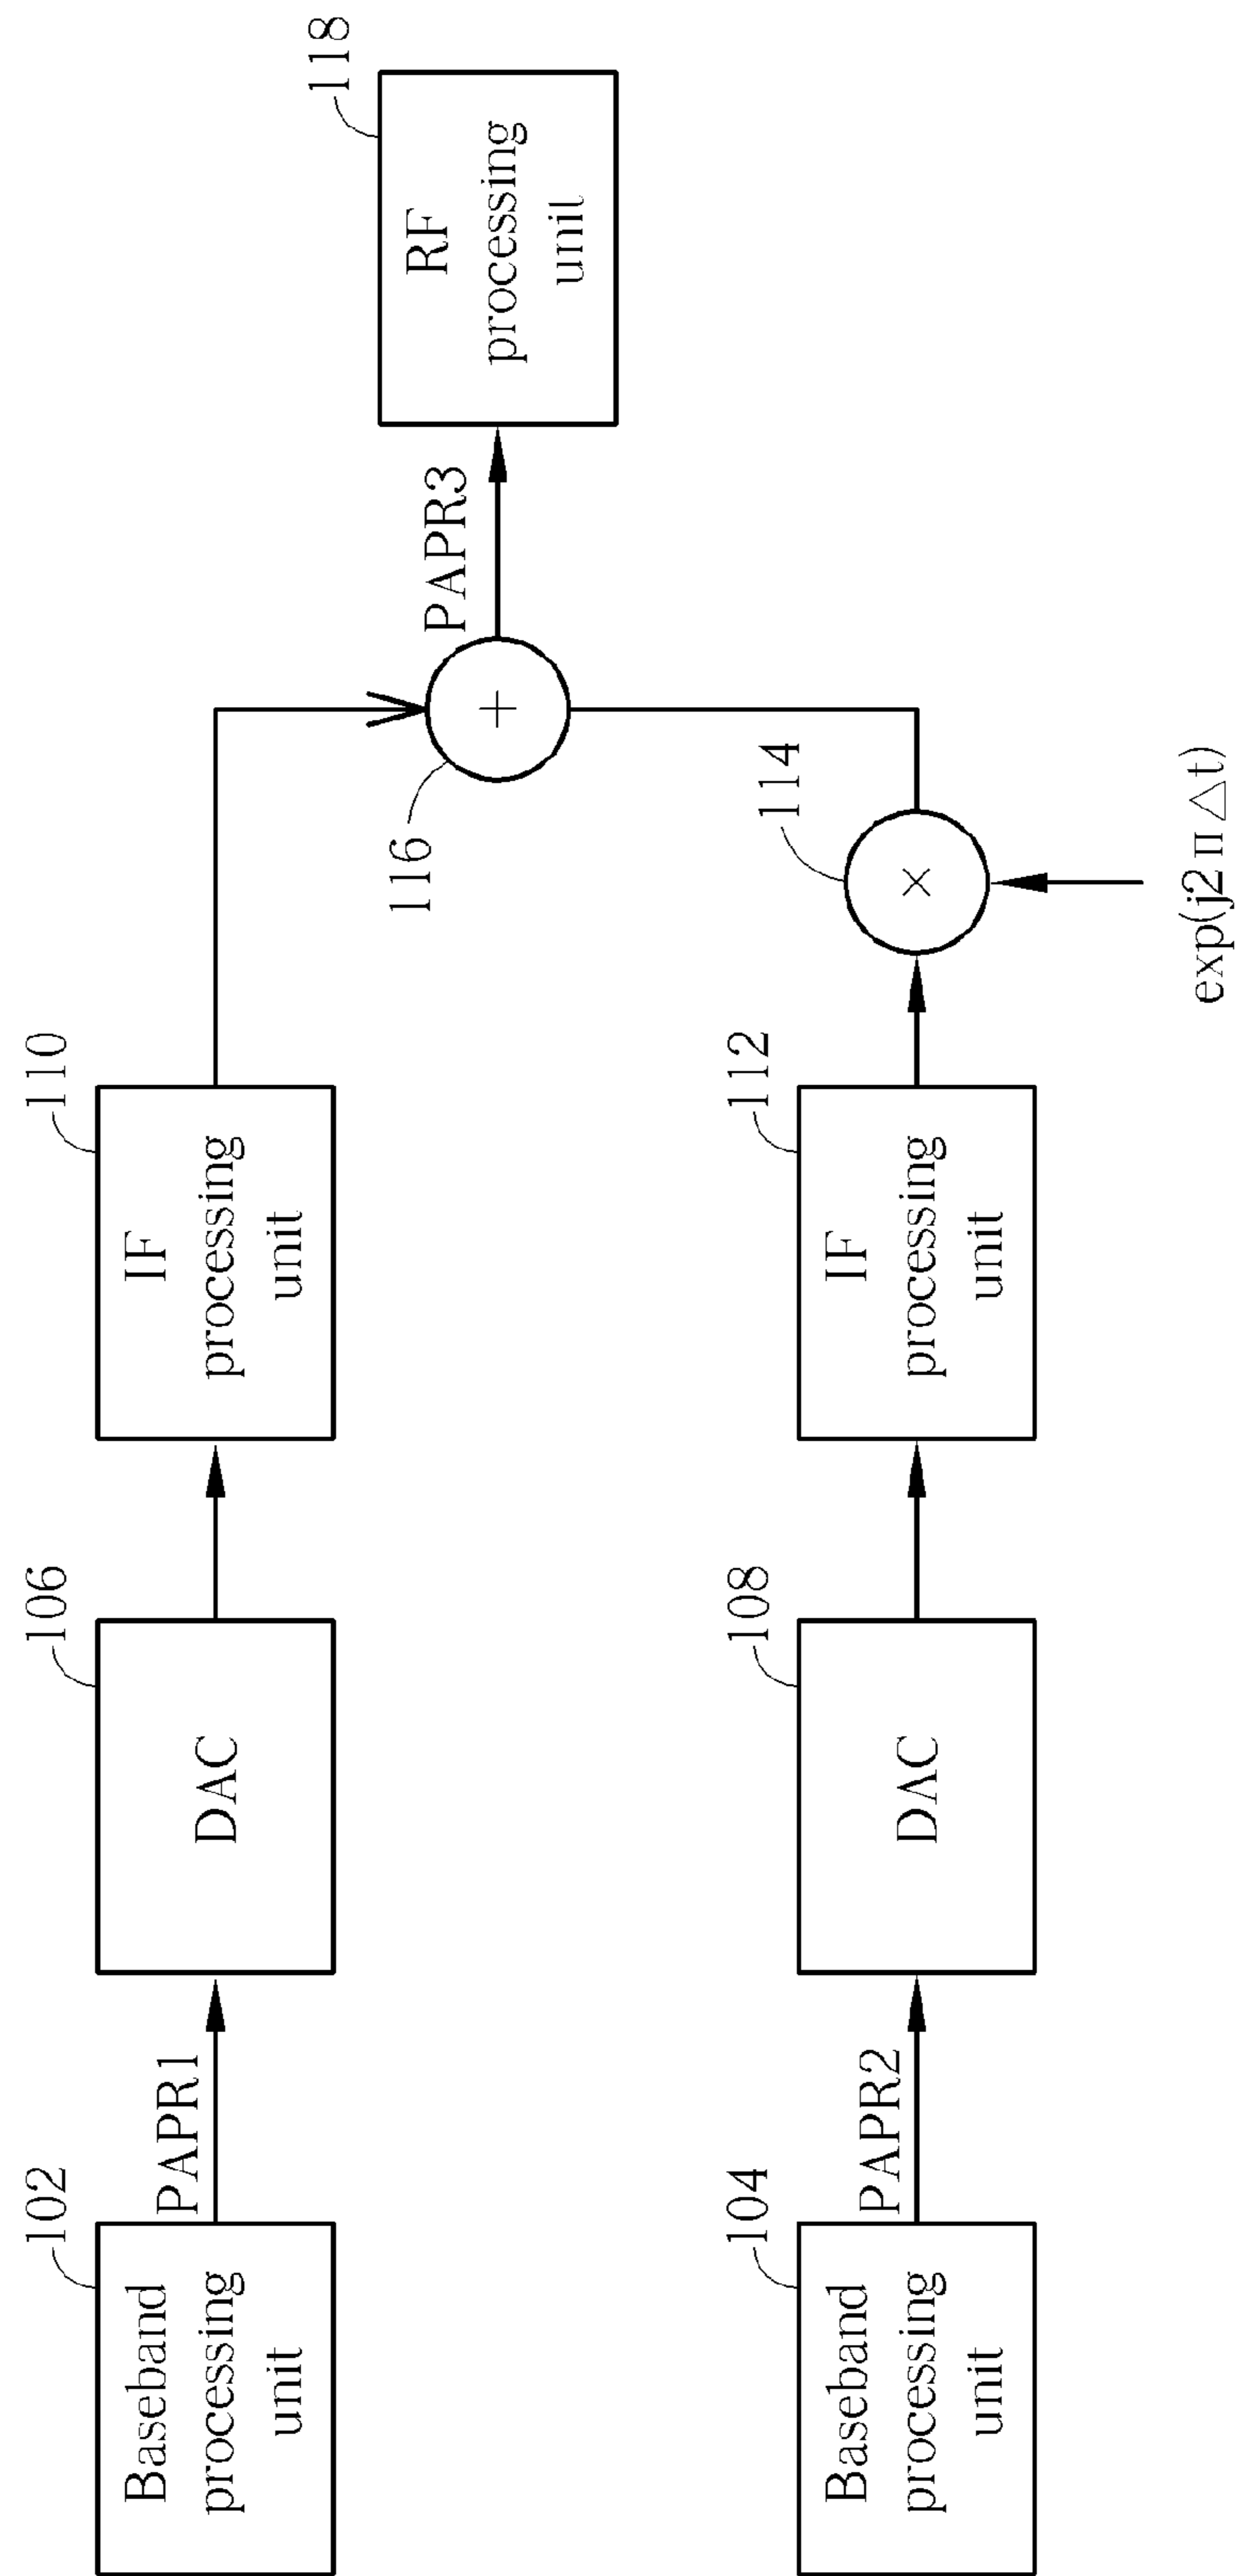 102
Baseband
processing
unit
PAPR1
106
DAC
110
IF
processing
unit
116
+
PAPR3
118
RF
processing
unit
104
Baseband
processing
unit
PAPR2
108
DAC
112
IF
processing
unit
114
×
exp(j2π△t)